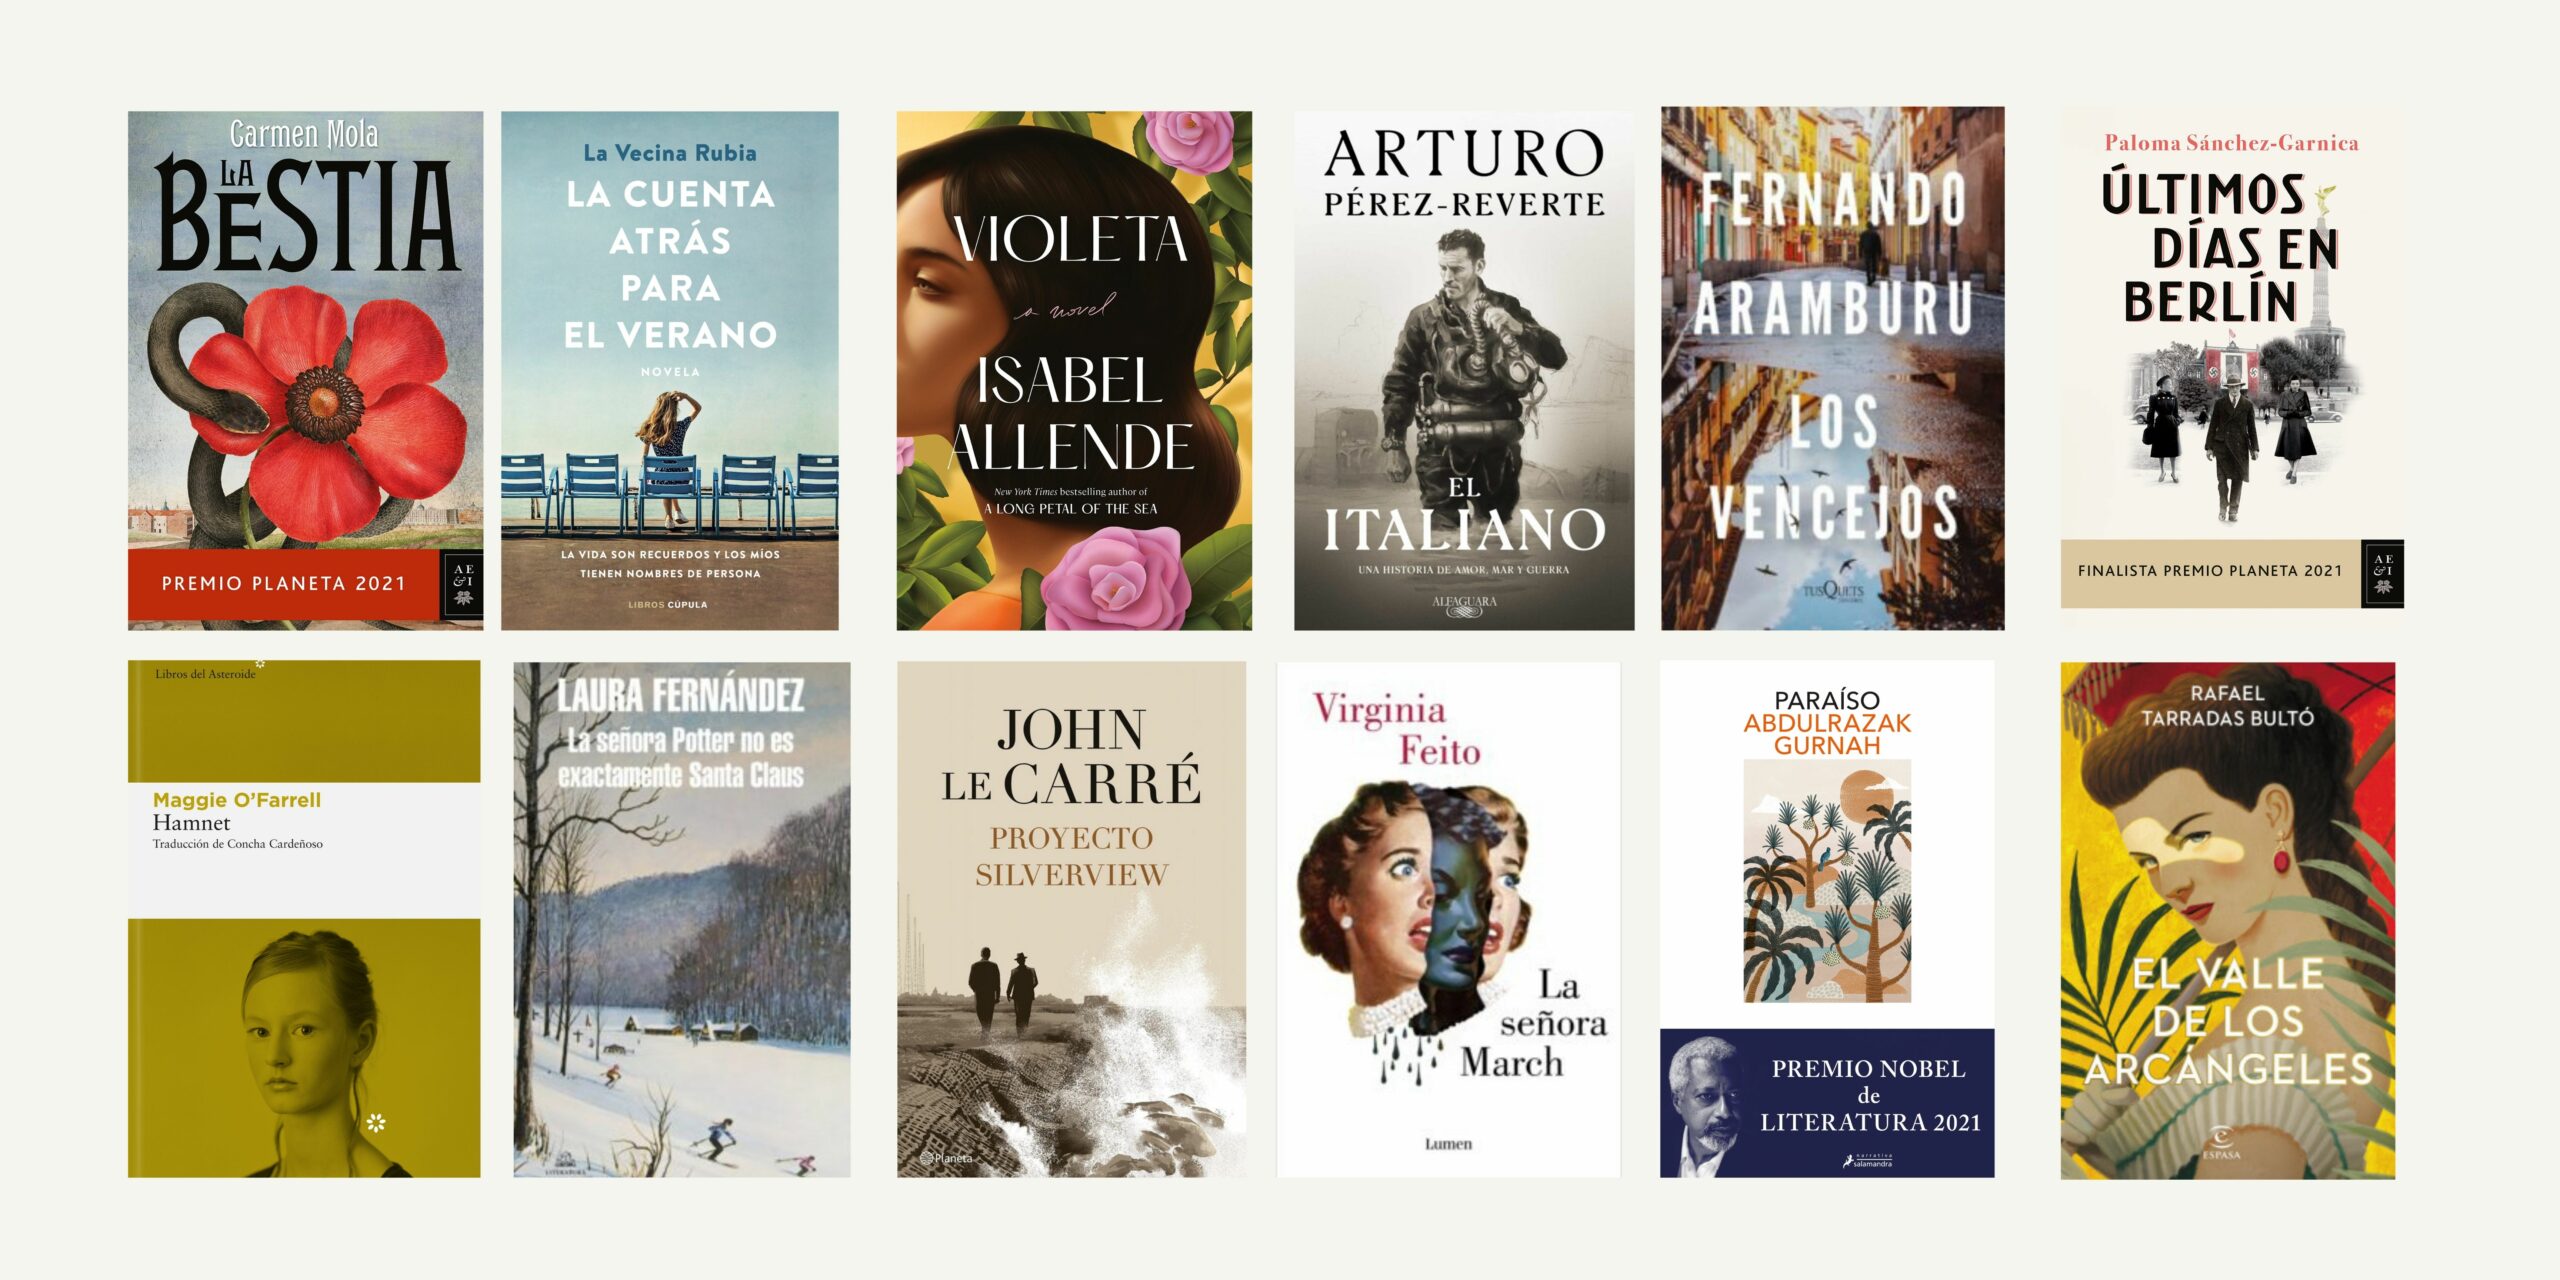 Carmen Mola
LA
BESTIA
PREMIO PLANETA 2021
AE
&I
La Vecina Rubia
LA CUENTA
ATRÁS
PARA
EL VERANO
NOVELA
LA VIDA SON RECUERDOS Y LOS MÍOS
TIENEN NOMBRES DE PERSONA
LIBROS CÚPULA
VIOLETA
a novel
ISABEL
ALLENDE
New York Times bestselling author of
A LONG PETAL OF THE SEA
ARTURO
PÉREZ-REVERTE
EL
ITALIANO
UNA HISTORIA DE AMOR, MAR Y GUERRA
ALFAGUARA
FERNANDO
ARAMBURU
LOS
VENCEJOS
TUSQUETS
Paloma Sánchez-Garnica
ÚLTIMOS
DÍAS EN
BERLÍN
FINALISTA PREMIO PLANETA 2021
AE
&I
Libros del Asteroide
Maggie O'Farrell
Hamnet
Traducción de Concha Cardeñoso
LAURA FERNÁNDEZ
La señora Potter no es
exactamente Santa Claus
JOHN
LE CARRÉ
PROYECTO
SILVERVIEW
Planeta
Virginia
Feito
La
señora
March
Lumen
PARAÍSO
ABDULRAZAK
GURNAH
PREMIO NOBEL
de
LITERATURA 2021
narrativa
salamandra
RAFAEL
TARRADAS BULTÓ
EL VALLE
DE LOS
ARCÁNGELES
ESPASA